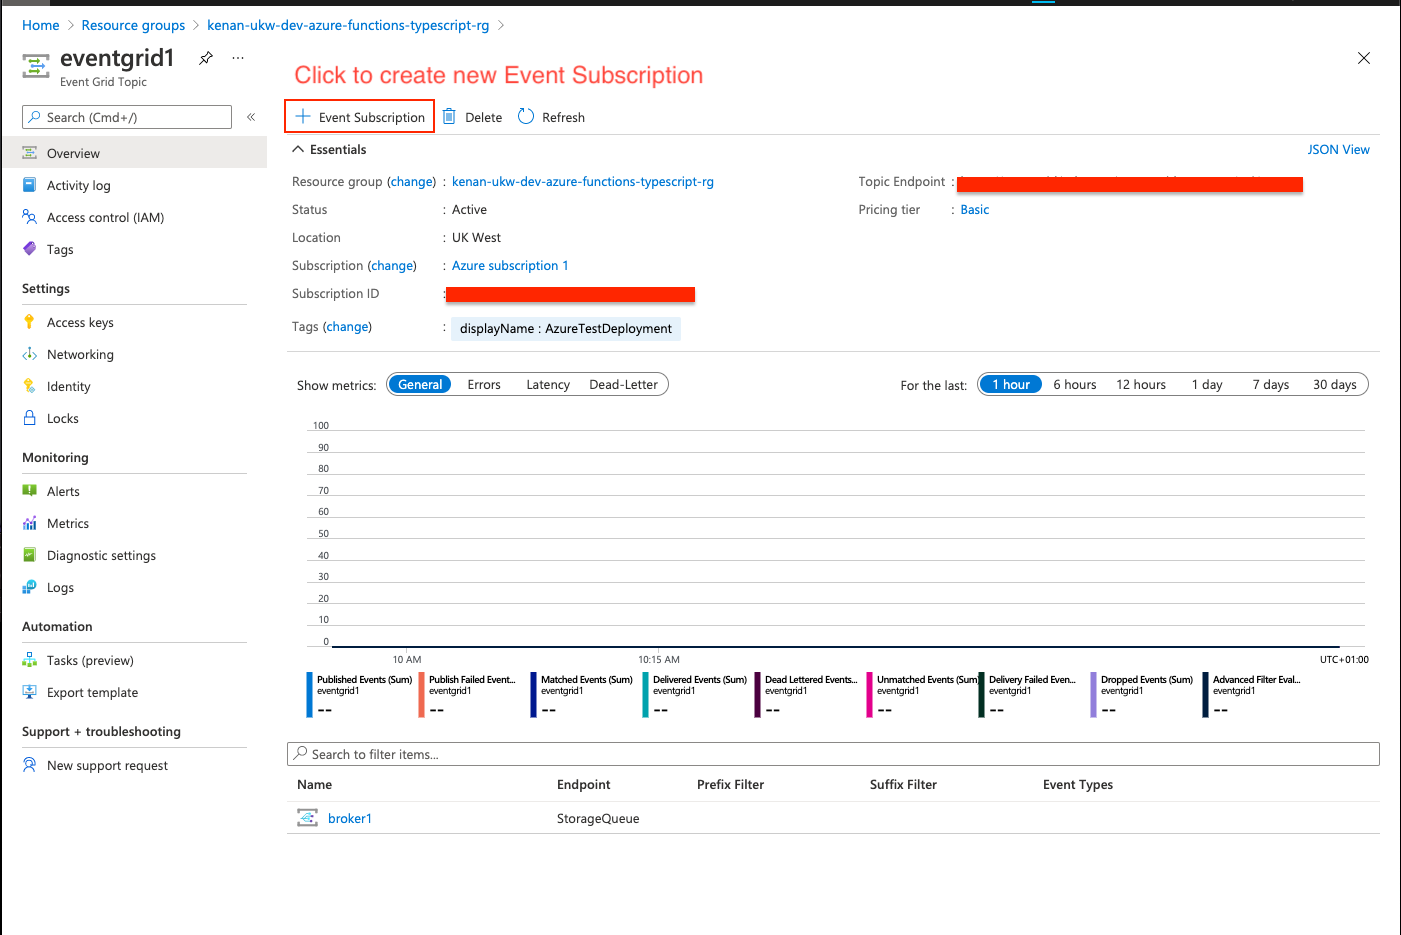 Home > Resource groups > kenan-ukw-dev-azure-functions-typescript-rg >
eventgrid1
Event Grid Topic
Click to create new Event Subscription
Search (Cmd+/)
«
Event Subscription
Delete
Refresh
Overview
Activity log
Access control (IAM)
Tags
Settings
Access keys
Networking
Identity
Locks
Monitoring
Alerts
Metrics
Diagnostic settings
Logs
Automation
Tasks (preview)
Export template
Support + troubleshooting
New support request
Essentials
JSON View
Resource group (change) : kenan-ukw-dev-azure-functions-typescript-rg
Status : Active
Location : UK West
Subscription (change) : Azure subscription 1
Subscription ID :
Tags (change) : displayName : AzureTestDeployment
Topic Endpoint :
Pricing tier : Basic
Show metrics: General Errors Latency Dead-Letter
For the last: 1 hour 6 hours 12 hours 1 day 7 days 30 days
100
90
80
70
60
50
40
30
20
10
0
10 AM 10:15 AM UTC+01:00
Published Events (Sum)
eventgrid1
--
Publish Failed Event...
eventgrid1
--
Matched Events (Sum)
eventgrid1
--
Delivered Events (Sum)
eventgrid1
--
Dead Lettered Events...
eventgrid1
--
Unmatched Events (Sum)
eventgrid1
--
Delivery Failed Even...
eventgrid1
--
Dropped Events (Sum)
eventgrid1
--
Advanced Filter Eval...
eventgrid1
--
Search to filter items...
Name Endpoint Prefix Filter Suffix Filter Event Types
broker1 StorageQueue